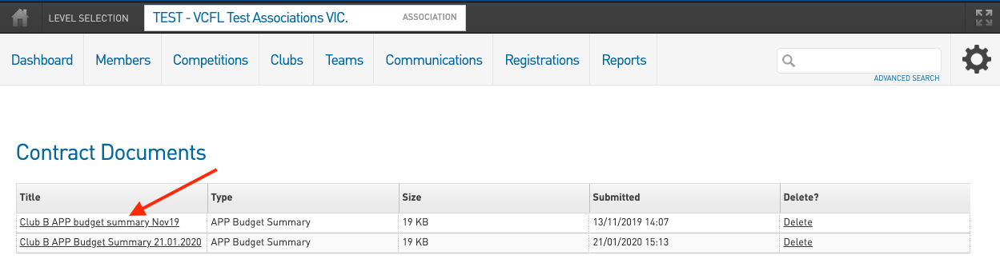 LEVEL SELECTION TEST - VCFL Test Associations VIC. ASSOCIATION
Dashboard Members Competitions Clubs Teams Communications Registrations Reports
ADVANCED SEARCH
Contract Documents
Title Type Size Submitted Delete?
Club B APP budget summary Nov19 APP Budget Summary 19 KB 13/11/2019 14:07 Delete
Club B APP Budget Summary 21.01.2020 APP Budget Summary 19 KB 21/01/2020 15:13 Delete